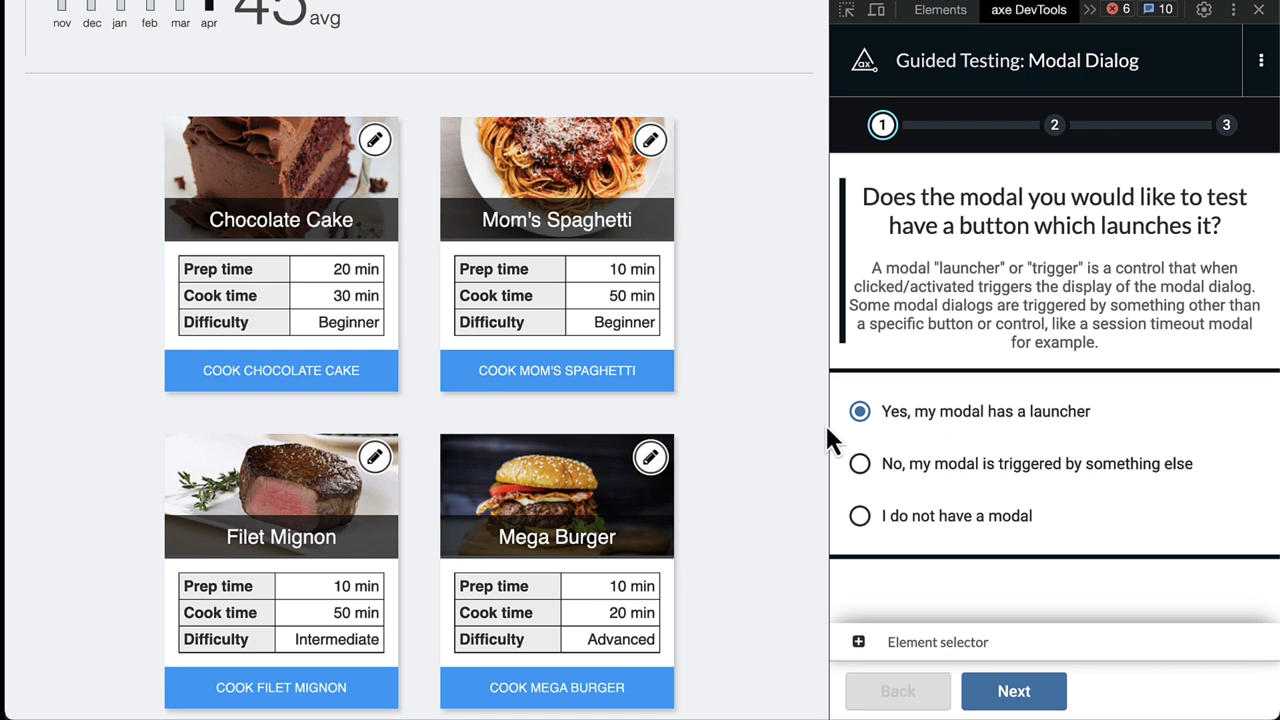 nov dec jan feb mar apr
45 avg
Chocolate Cake
Prep time 20 min
Cook time 30 min
Difficulty Beginner
COOK CHOCOLATE CAKE
Mom's Spaghetti
Prep time 10 min
Cook time 50 min
Difficulty Beginner
COOK MOM'S SPAGHETTI
Filet Mignon
Prep time 10 min
Cook time 50 min
Difficulty Intermediate
COOK FILET MIGNON
Mega Burger
Prep time 10 min
Cook time 20 min
Difficulty Advanced
COOK MEGA BURGER
Elements axe DevTools 6 10
ax Guided Testing: Modal Dialog
1 2 3
Does the modal you would like to test
have a button which launches it?
A modal "launcher" or "trigger" is a control that when
clicked/activated triggers the display of the modal dialog.
Some modal dialogs are triggered by something other than
a specific button or control, like a session timeout modal
for example.
Yes, my modal has a launcher
No, my modal is triggered by something else
I do not have a modal
Element selector
Back Next